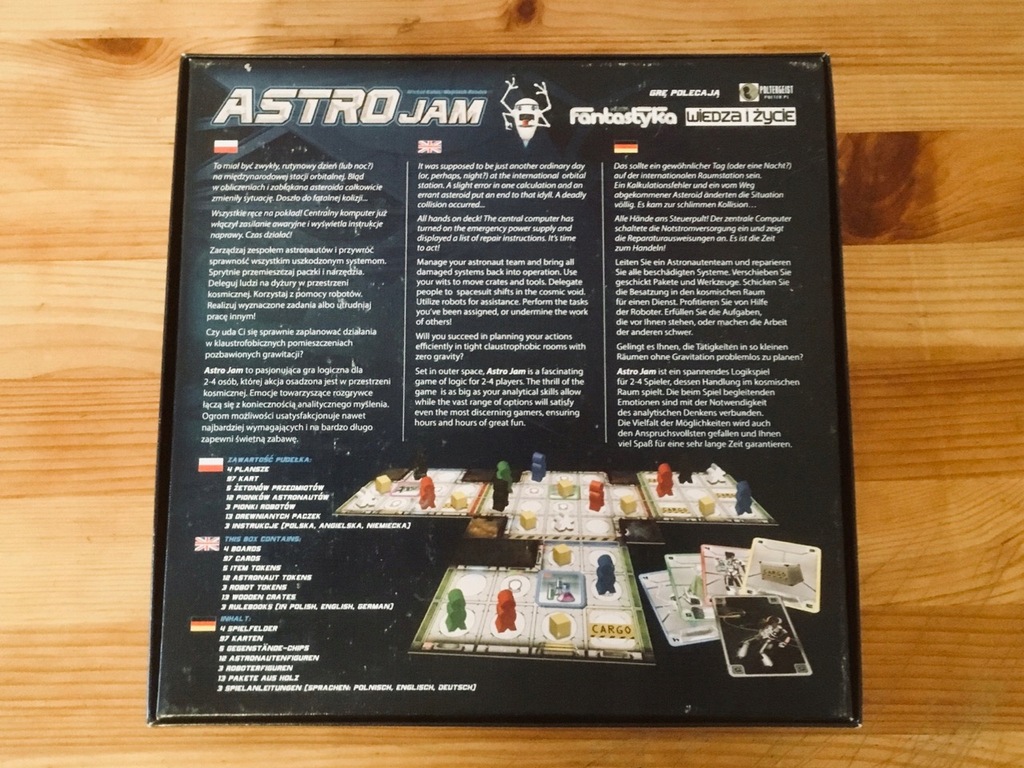 ASTRO JAM
GRĘ POLECAJĄ
POLTERGEIST
POLTER.PL
Fantastyka
WIEDZA I ŻYCIE
To miał być zwykły, rutynowy dzień (lub noc?)
na międzynarodowej stacji orbitalnej. Błąd
w obliczeniach i zabłąkana asteroida całkowicie
zmieniły sytuację. Doszło do fatalnej kolizji...
Wszystkie ręce na pokład! Centralny komputer już
włączył zasilanie awaryjne i wyświetla instrukcje
naprawy. Czas działać!
Zarządzaj zespołem astronautów i przywróć
sprawność wszystkim uszkodzonym systemom.
Sprytnie przemieszczaj paczki i narzędzia.
Deleguj ludzi na dyżury w przestrzeni
kosmicznej. Korzystaj z pomocy robotów.
Realizuj wyznaczone zadania albo utrudniaj
pracę innym!
Czy uda Ci się sprawnie zaplanować działania
w klaustrofobicznych pomieszczeniach
pozbawionych grawitacji?
Astro Jam to pasjonująca gra logiczna dla
2-4 osób, której akcja osadzona jest w przestrzeni
kosmicznej. Emocje towarzyszące rozgrywce
łączą się z koniecznością analitycznego myślenia.
Ogrom możliwości usatysfakcjonuje nawet
najbardziej wymagających i na bardzo długo
zapewni świetną zabawę.
It was supposed to be just another ordinary day
(or, perhaps, night?) at the international orbital
station. A slight error in one calculation and an
errant asteroid put an end to that idyll. A deadly
collision occurred...
All hands on deck! The central computer has
turned on the emergency power supply and
displayed a list of repair instructions. It's time
to act!
Manage your astronaut team and bring all
damaged systems back into operation. Use
your wits to move crates and tools. Delegate
people to spacesuit shifts in the cosmic void.
Utilize robots for assistance. Perform the tasks
you've been assigned, or undermine the work
of others!
Will you succeed in planning your actions
efficiently in tight claustrophobic rooms with
zero gravity?
Set in outer space, Astro Jam is a fascinating
game of logic for 2-4 players. The thrill of the
game is as big as your analytical skills allow
while the vast range of options will satisfy
even the most discerning gamers, ensuring
hours and hours of great fun.
Das sollte ein gewöhnlicher Tag (oder eine Nacht?)
auf der internationalen Raumstation sein.
Ein Kalkulationsfehler und ein vom Weg
abgekommener Asteroid änderten die Situation
völlig. Es kam zur schlimmen Kollision...
Alle Hände ans Steuerpult! Der zentrale Computer
schaltete die Notstromversorgung ein und zeigt
die Reparaturausweisungen an. Es ist die Zeit
zum Handeln!
Leiten Sie ein Astronautenteam und reparieren
Sie alle beschädigten Systeme. Verschieben Sie
geschickt Pakete und Werkzeuge. Schicken Sie
die Besatzung in den kosmischen Raum
für einen Dienst. Profitieren Sie von Hilfe
der Roboter. Erfüllen Sie die Aufgaben,
die vor Ihnen stehen, oder machen die Arbeit
der anderen schwer.
Gelingt es Ihnen, die Tätigkeiten in so kleinen
Räumen ohne Gravitation problemlos zu planen?
Astro Jam ist ein spannendes Logikspiel
für 2-4 Spieler, dessen Handlung im kosmischen
Raum spielt. Die beim Spiel begleitenden
Emotionen sind mit der Notwendigkeit
des analytischen Denkens verbunden.
Die Vielfalt der Möglichkeiten wird auch
den Anspruchsvollsten gefallen und Ihnen
viel Spaß für eine sehr lange Zeit garantieren.
ZAWARTOŚĆ PUDEŁKA:
4 PLANSZE
97 KART
5 ŻETONÓW PRZEDMIOTÓW
12 PIONKÓW ASTRONAUTÓW
3 PIONKI ROBOTÓW
13 DREWNIANYCH PACZEK
3 INSTRUKCJE (POLSKA, ANGIELSKA, NIEMIECKA)
THIS BOX CONTAINS:
4 BOARDS
97 CARDS
5 ITEM TOKENS
12 ASTRONAUT TOKENS
3 ROBOT TOKENS
13 WOODEN CRATES
3 RULEBOOKS (IN POLISH, ENGLISH, GERMAN)
INHALT:
4 SPIELFELDER
97 KARTEN
5 GEGENSTÄNDE-CHIPS
12 ASTRONAUTENFIGUREN
3 ROBOTERFIGUREN
13 PAKETE AUS HOLZ
3 SPIELANLEITUNGEN (SPRACHEN: POLNISCH, ENGLISCH, DEUTSCH)
CARGO